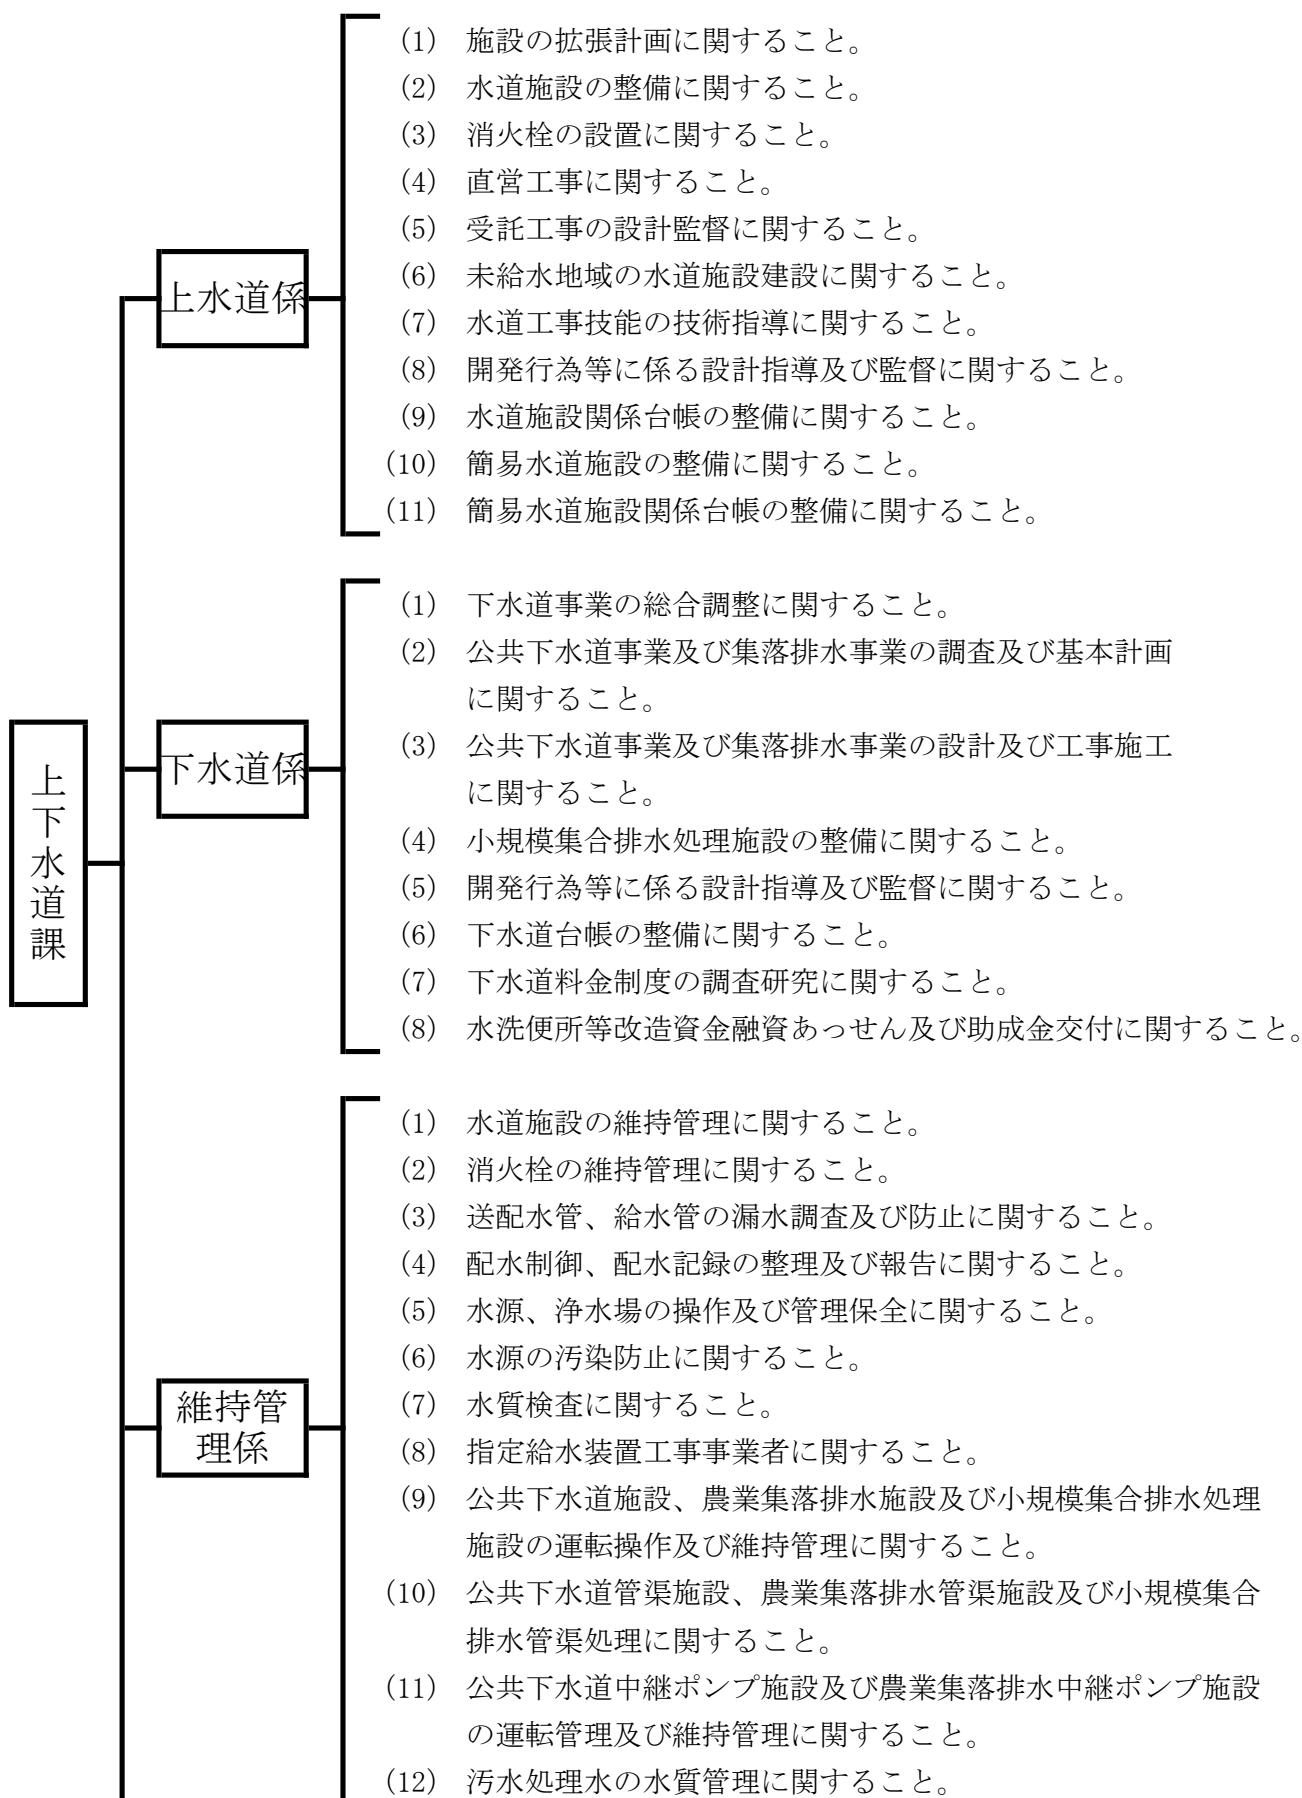 上下水道課
上水道係
(1) 施設の拡張計画に関すること。
(2) 水道施設の整備に関すること。
(3) 消火栓の設置に関すること。
(4) 直営工事に関すること。
(5) 受託工事の設計監督に関すること。
(6) 未給水地域の水道施設建設に関すること。
(7) 水道工事技能の技術指導に関すること。
(8) 開発行為等に係る設計指導及び監督に関すること。
(9) 水道施設関係台帳の整備に関すること。
(10) 簡易水道施設の整備に関すること。
(11) 簡易水道施設関係台帳の整備に関すること。
下水道係
(1) 下水道事業の総合調整に関すること。
(2) 公共下水道事業及び集落排水事業の調査及び基本計画
に関すること。
(3) 公共下水道事業及び集落排水事業の設計及び工事施工
に関すること。
(4) 小規模集合排水処理施設の整備に関すること。
(5) 開発行為等に係る設計指導及び監督に関すること。
(6) 下水道台帳の整備に関すること。
(7) 下水道料金制度の調査研究に関すること。
(8) 水洗便所等改造資金融資あっせん及び助成金交付に関すること。
維持管
理係
(1) 水道施設の維持管理に関すること。
(2) 消火栓の維持管理に関すること。
(3) 送配水管、給水管の漏水調査及び防止に関すること。
(4) 配水制御、配水記録の整理及び報告に関すること。
(5) 水源、浄水場の操作及び管理保全に関すること。
(6) 水源の汚染防止に関すること。
(7) 水質検査に関すること。
(8) 指定給水装置工事事業者に関すること。
(9) 公共下水道施設、農業集落排水施設及び小規模集合排水処理
施設の運転操作及び維持管理に関すること。
(10) 公共下水道管渠施設、農業集落排水管渠施設及び小規模集合
排水管渠処理に関すること。
(11) 公共下水道中継ポンプ施設及び農業集落排水中継ポンプ施設
の運転管理及び維持管理に関すること。
(12) 汚水処理水の水質管理に関すること。